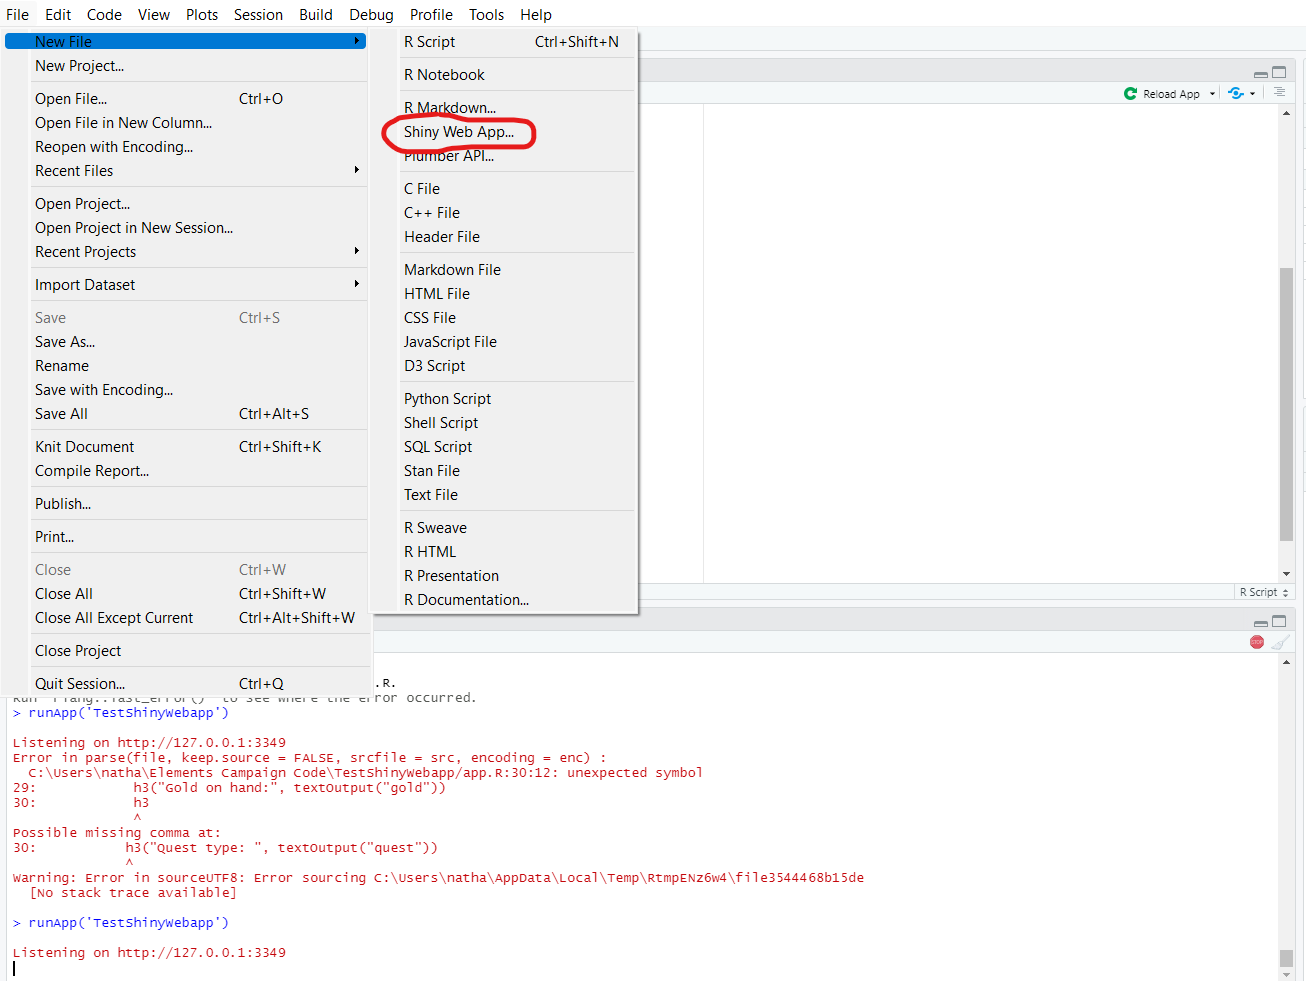 File Edit Code View Plots Session Build Debug Profile Tools Help
New File
New Project...
Open File... Ctrl+O
Open File in New Column...
Reopen with Encoding...
Recent Files
Open Project...
Open Project in New Session...
Recent Projects
Import Dataset
Save Ctrl+S
Save As...
Rename
Save with Encoding...
Save All Ctrl+Alt+S
Knit Document Ctrl+Shift+K
Compile Report...
Publish...
Print...
Close Ctrl+W
Close All Ctrl+Shift+W
Close All Except Current Ctrl+Alt+Shift+W
Close Project
Quit Session... Ctrl+Q
R Script Ctrl+Shift+N
R Notebook
R Markdown...
Shiny Web App...
Plumber API...
C File
C++ File
Header File
Markdown File
HTML File
CSS File
JavaScript File
D3 Script
Python Script
Shell Script
SQL Script
Stan File
Text File
R Sweave
R HTML
R Presentation
R Documentation...
Reload App
R Script
.R.
Run `rlang::last_error()` to see where the error occurred.
> runApp('TestShinyWebapp')
Listening on http://127.0.0.1:3349
Error in parse(file, keep.source = FALSE, srcfile = src, encoding = enc) :
C:\Users\natha\Elements Campaign Code\TestShinyWebapp/app.R:30:12: unexpected symbol
29: h3("Gold on hand:", textOutput("gold"))
30: h3
^
Possible missing comma at:
30: h3("Quest type: ", textOutput("quest"))
^
Warning: Error in sourceUTF8: Error sourcing C:\Users\natha\AppData\Local\Temp\RtmpENz6w4\file3544468b15de
[No stack trace available]
> runApp('TestShinyWebapp')
Listening on http://127.0.0.1:3349